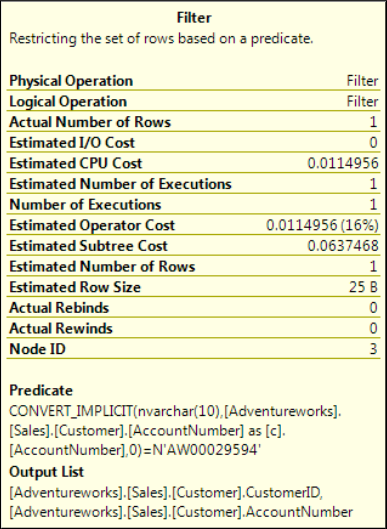 Filter
Restricting the set of rows based on a predicate.
Physical Operation Filter
Logical Operation Filter
Actual Number of Rows 1
Estimated I/O Cost 0
Estimated CPU Cost 0.0114956
Estimated Number of Executions 1
Number of Executions 1
Estimated Operator Cost 0.0114956 (16%)
Estimated Subtree Cost 0.0637468
Estimated Number of Rows 1
Estimated Row Size 25 B
Actual Rebinds 0
Actual Rewinds 0
Node ID 3
Predicate
CONVERT_IMPLICIT(nvarchar(10),[Adventureworks].
[Sales].[Customer].[AccountNumber] as [c].
[AccountNumber],0)=N'AW00029594'
Output List
[Adventureworks].[Sales].[Customer].CustomerID,
[Adventureworks].[Sales].[Customer].AccountNumber